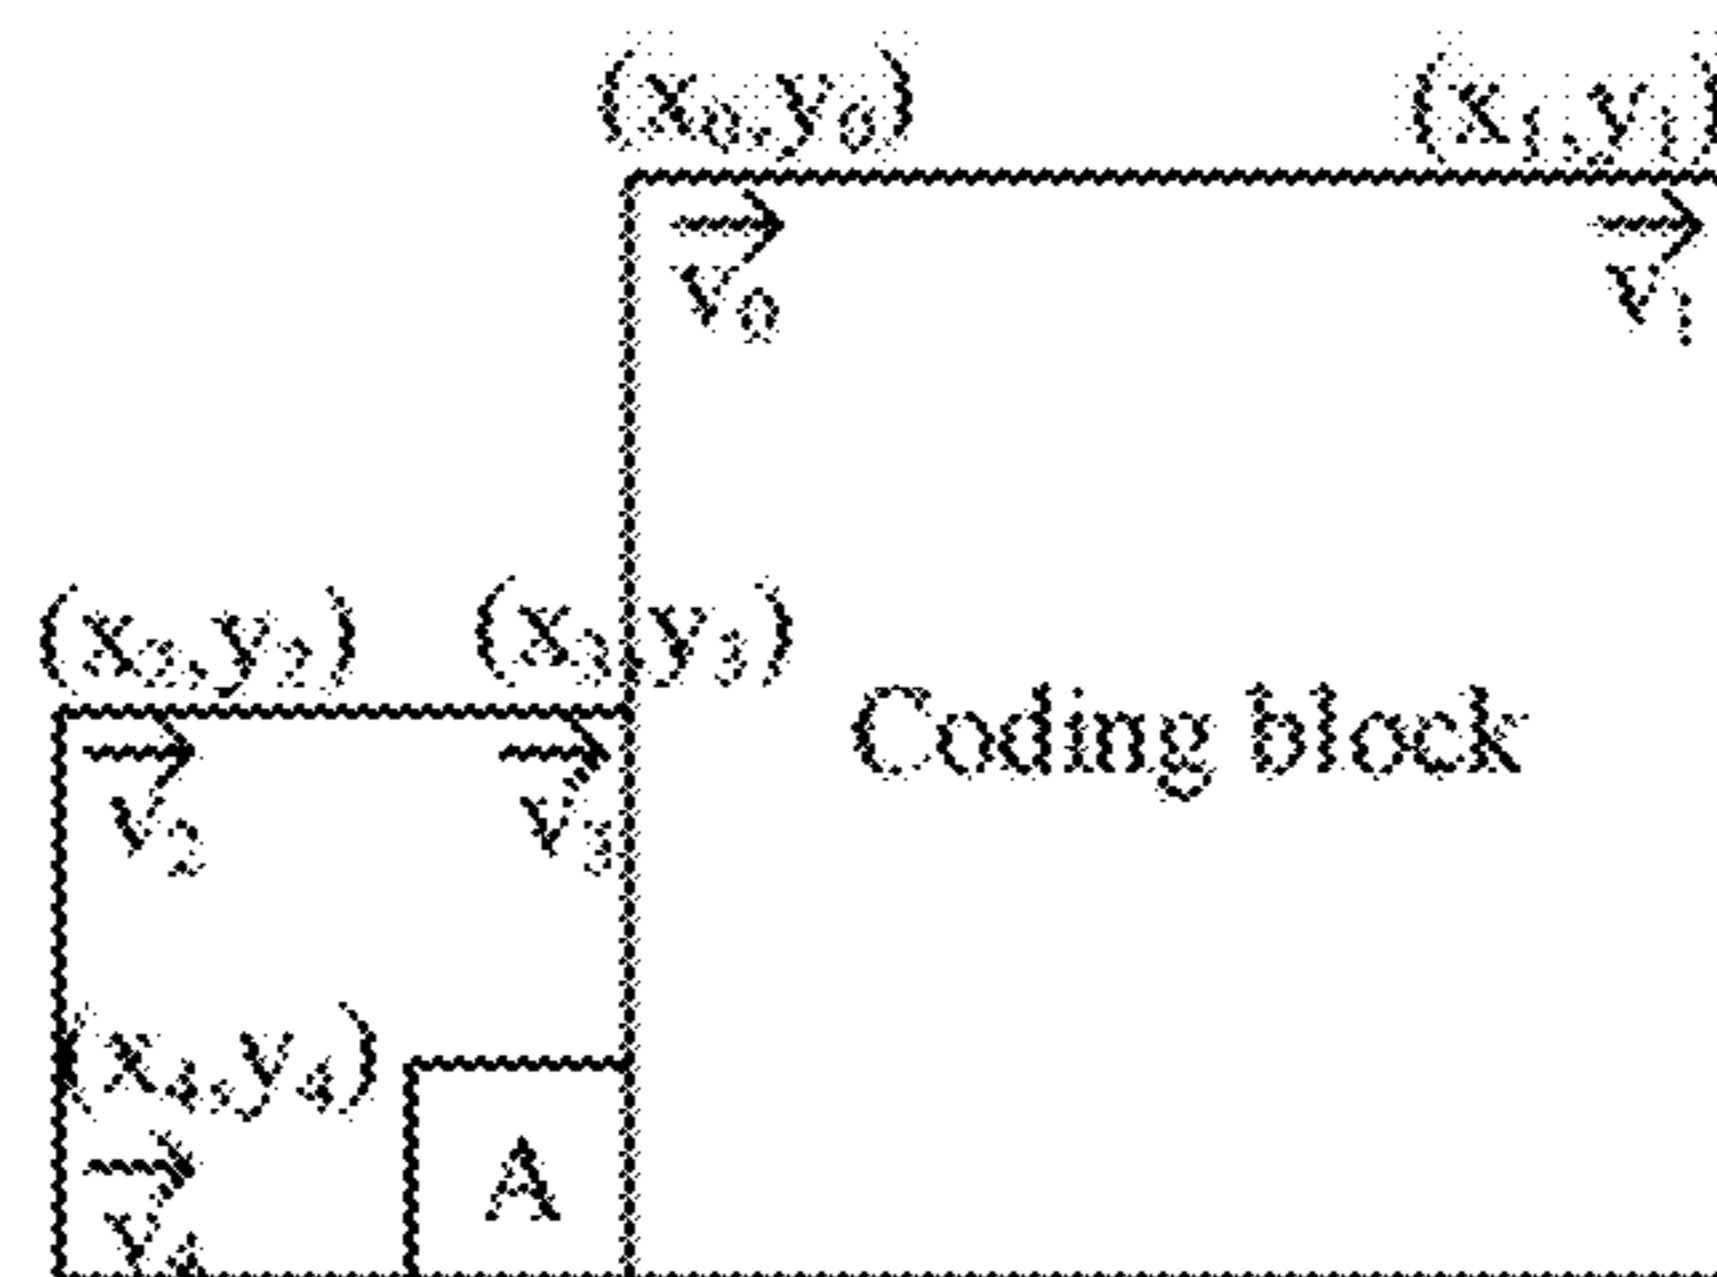 (x₀,y₀) (x₁,y₁)
v₀ v₁
(x₂,y₂) (x₃,y₃)
Coding block
v₂ v₃
(x₄,y₄)
A
v₄